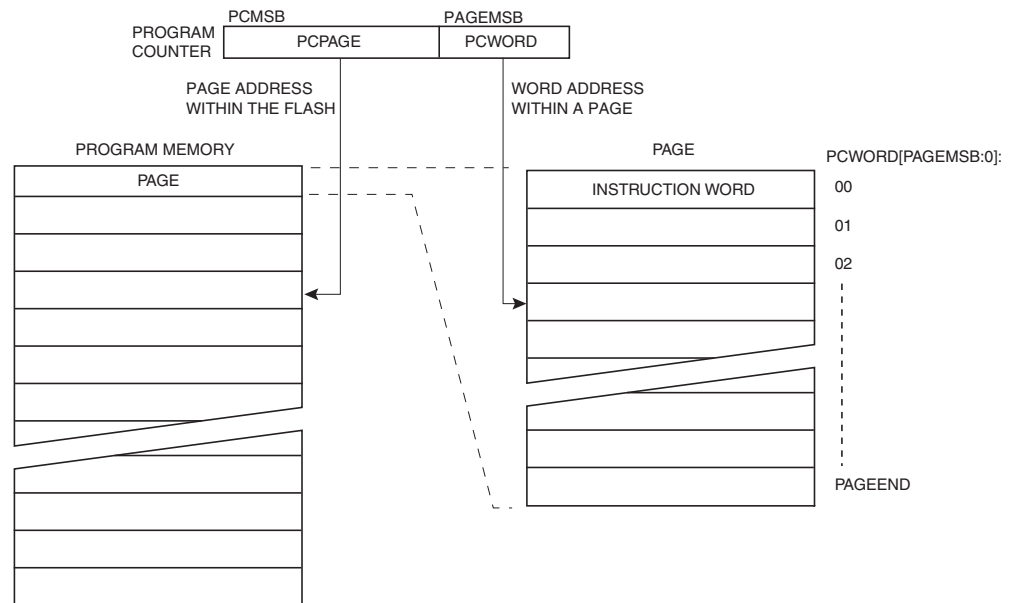 PCMSB
PAGEMSB
PROGRAM
COUNTER
PCPAGE
PCWORD
PAGE ADDRESS
WITHIN THE FLASH
WORD ADDRESS
WITHIN A PAGE
PROGRAM MEMORY
PAGE
PAGE
PCWORD[PAGEMSB:0]:
INSTRUCTION WORD
00
01
02
PAGEEND